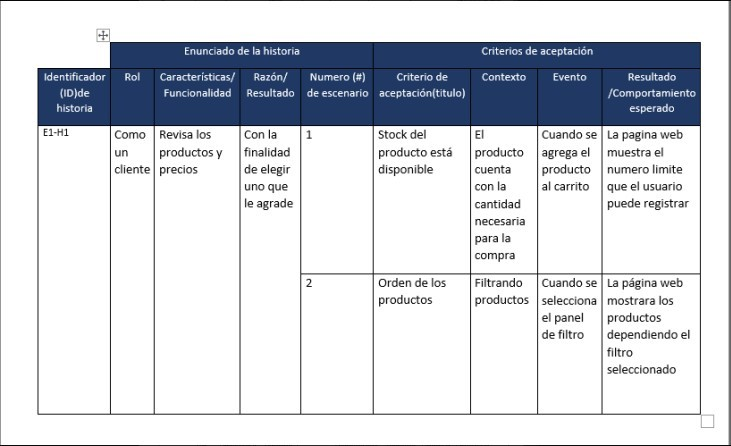 Enunciado de la historia
Criterios de aceptación
Identificador
(ID)de
historia
Rol
Características/
Funcionalidad
Razón/
Resultado
Numero (#)
de escenario
Criterio de
aceptación(titulo)
Contexto
Evento
Resultado
/Comportamiento
esperado
E1-H1
Como
un
cliente
Revisa los
productos y
precios
Con la
finalidad
de elegir
uno que
le agrade
1
Stock del
producto está
disponible
El
producto
cuenta
con la
cantidad
necesaria
para la
compra
Cuando se
agrega el
producto
al carrito
La pagina web
muestra el
numero limite
que el usuario
puede registrar
2
Orden de los
productos
Filtrando
productos
Cuando se
selecciona
el panel
de filtro
La página web
mostrara los
productos
dependiendo el
filtro
seleccionado